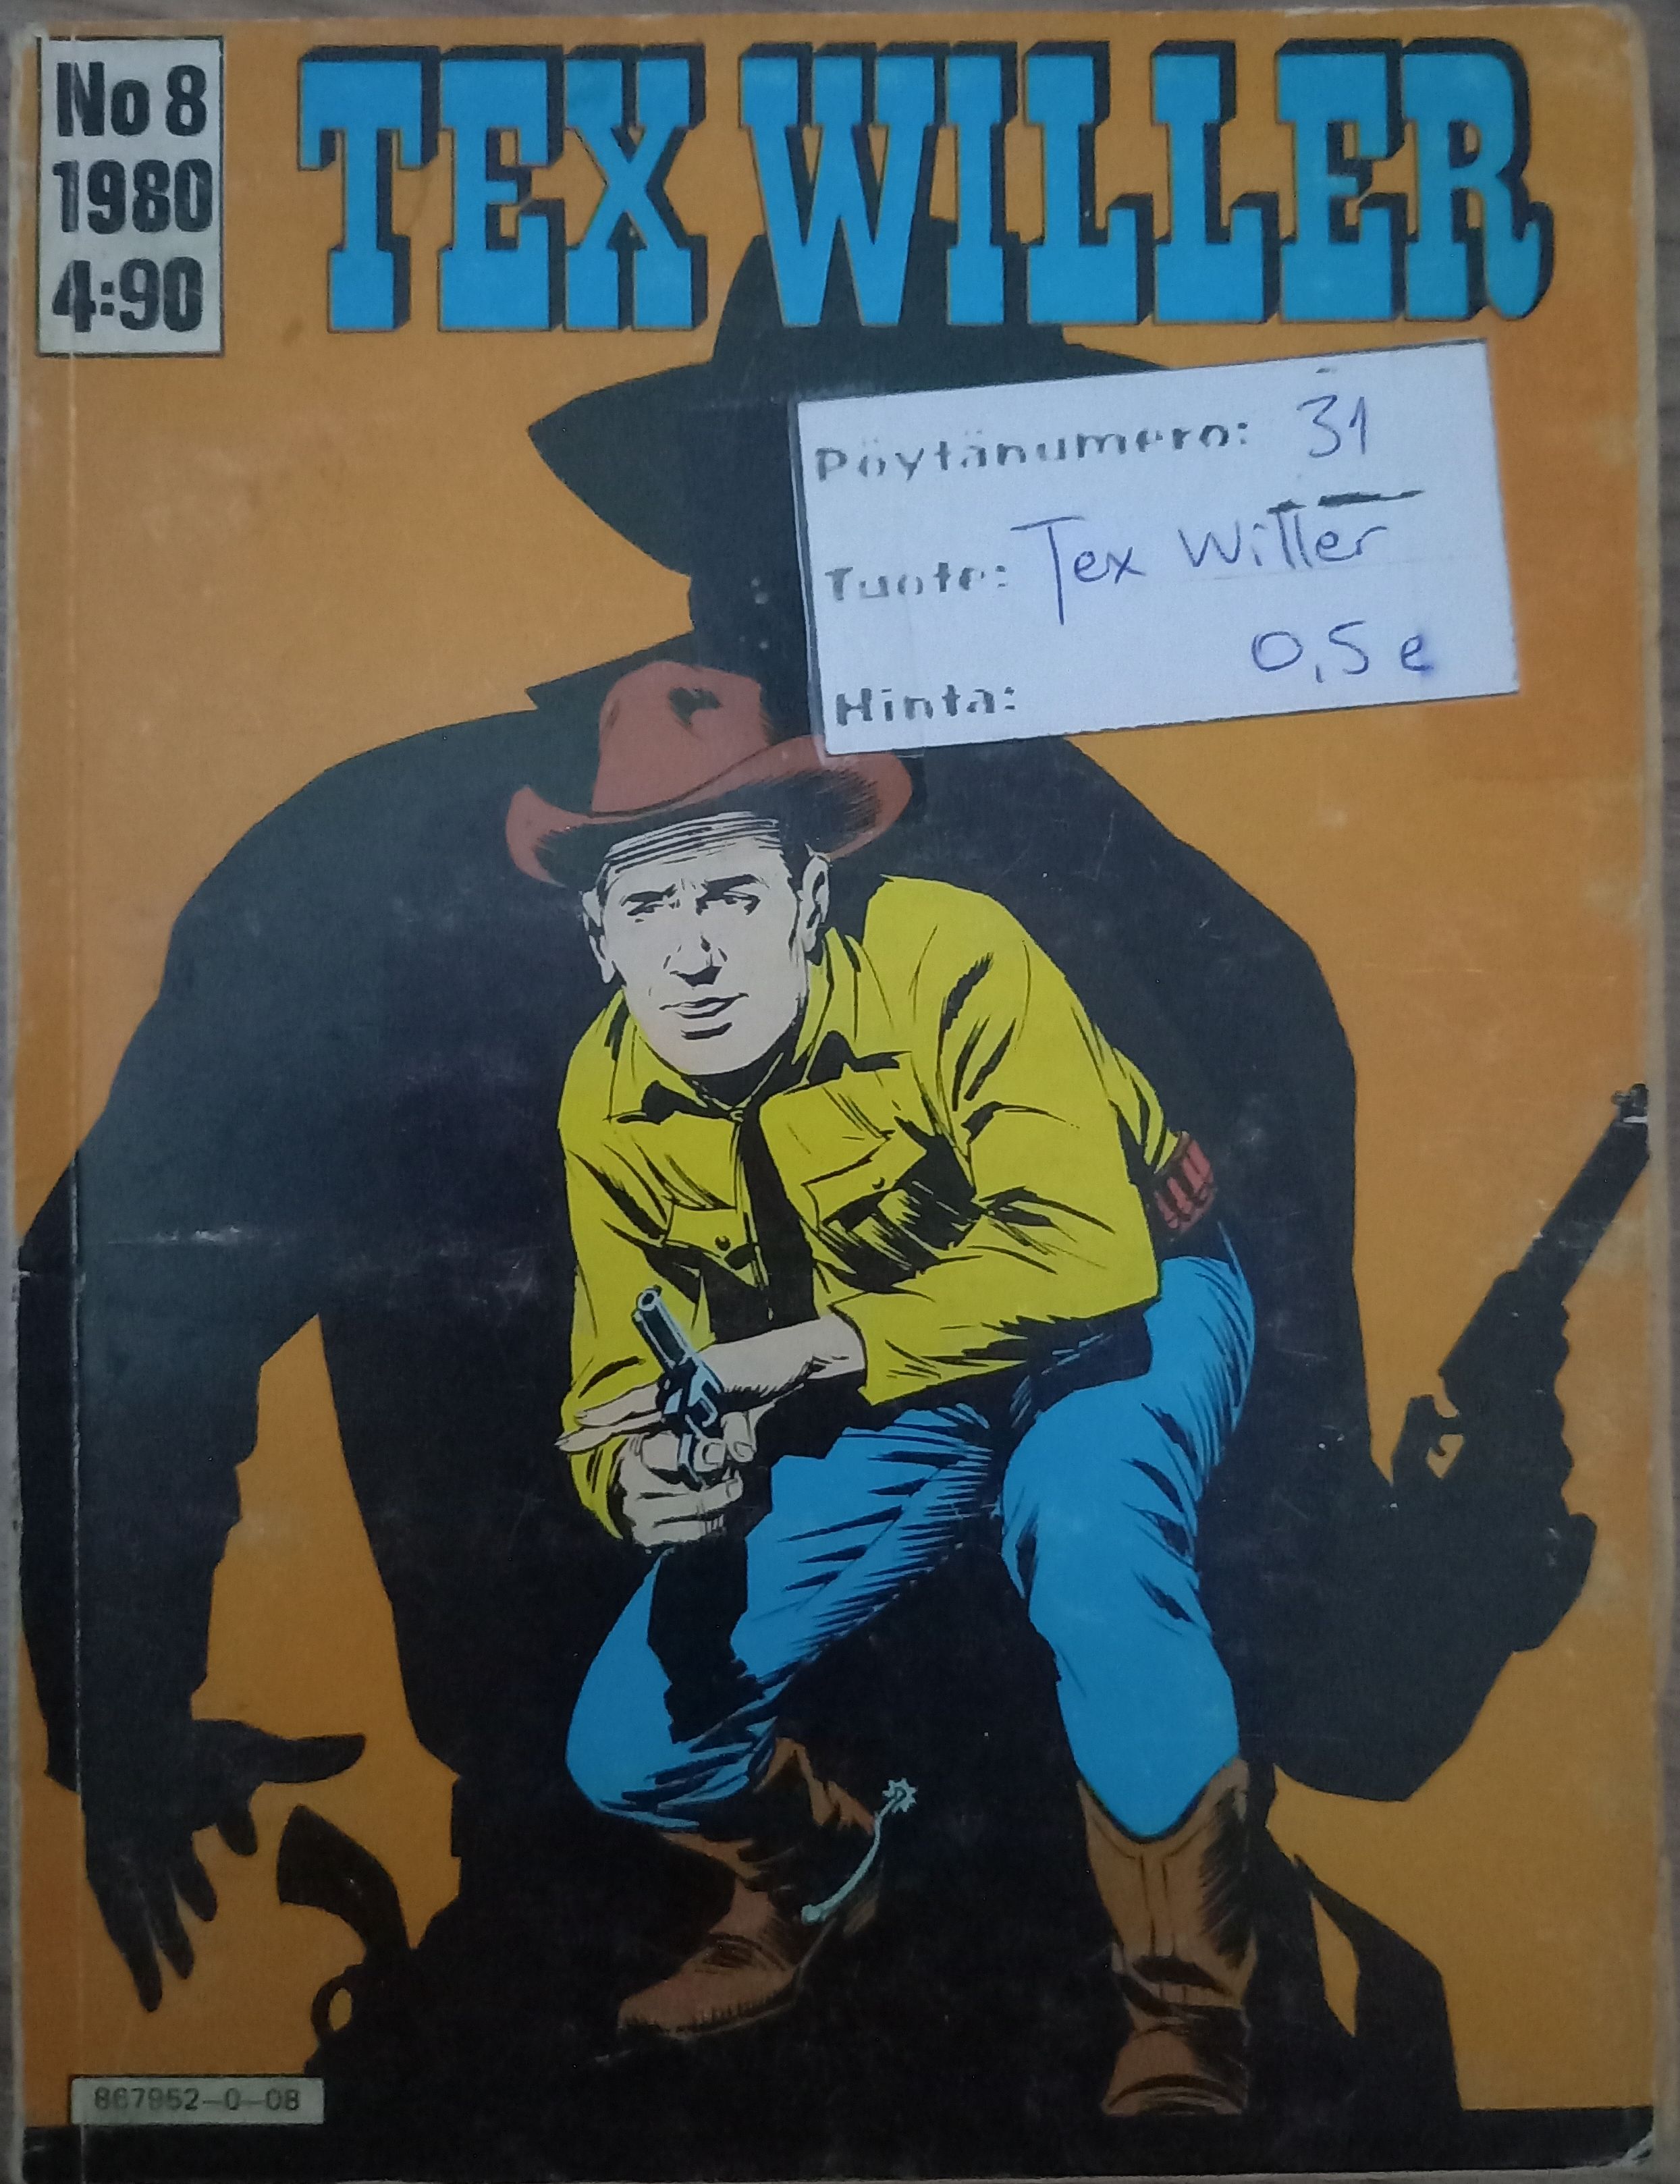 No 8
1980
4:90
TEX WILLER
Pöytänumero: 31
Tuote: Tex Willer
0,5 e
Hinta:
867952-0-08